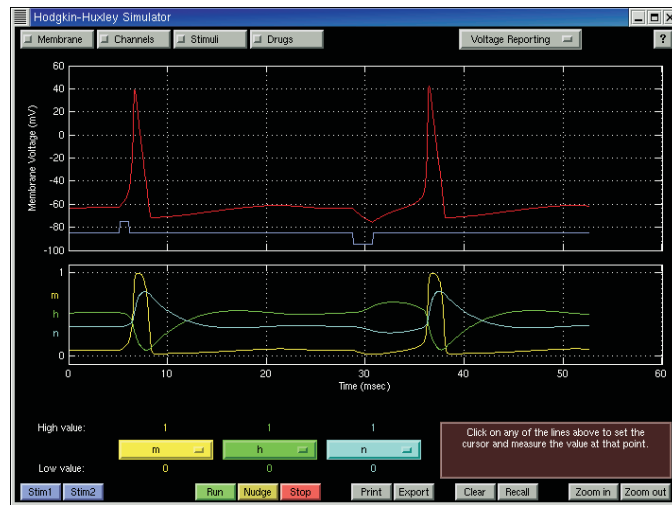 Hodgkin-Huxley Simulator
Membrane
Channels
Stimuli
Drugs
Voltage Reporting
?
Membrane Voltage (mV)
60
40
20
0
-20
-40
-60
-80
-100
1
m
h
n
0
0
10
20
30
40
50
60
Time (msec)
High value:
1
1
1
m
h
n
Low value:
0
0
0
Click on any of the lines above to set the
cursor and measure the value at that point.
Stim1
Stim2
Run
Nudge
Stop
Print
Export
Clear
Recall
Zoom in
Zoom out